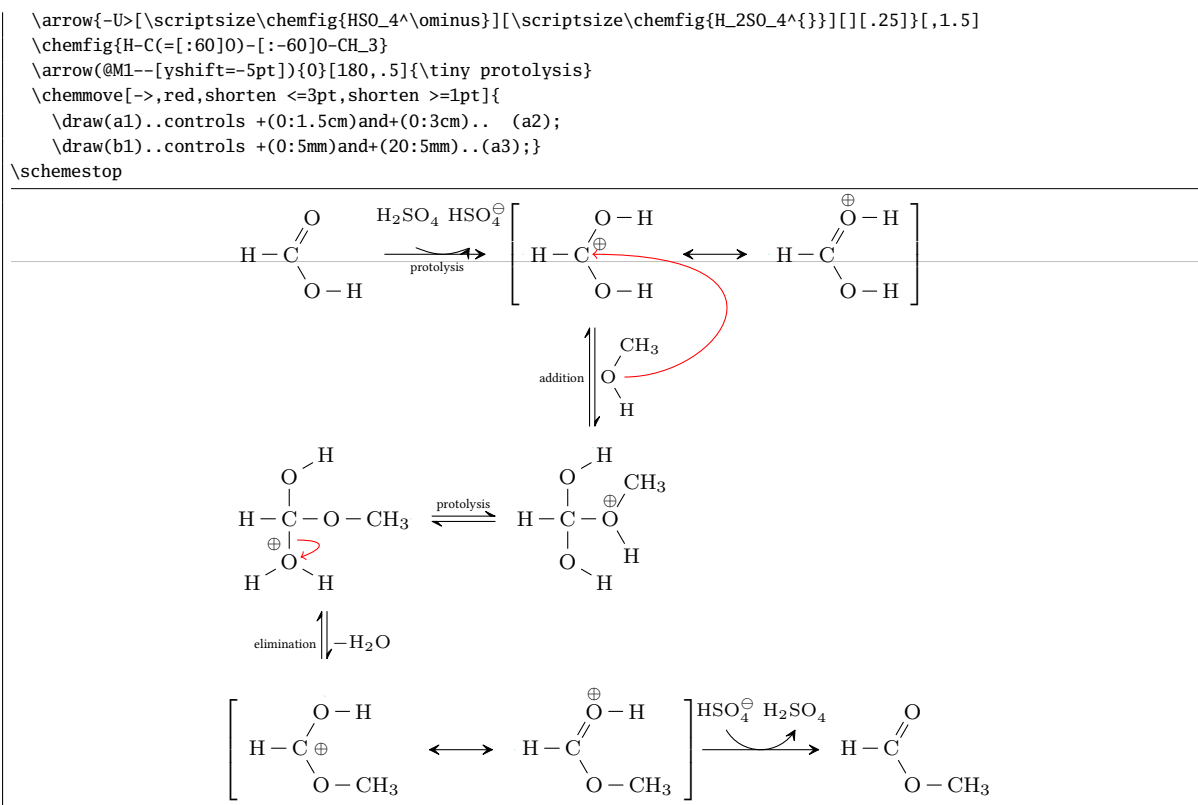 \arrow{-U>[\scriptsize\chemfig{HSO_4^\ominus}][\scriptsize\chemfig{H_2SO_4^{}}][][.25]}[,1.5]
\chemfig{H-C(=[:60]O)-[:-60]O-CH_3}
\arrow(@M1--[yshift=-5pt]){0}[180,.5]{\tiny protolysis}
\chemmove[->,red,shorten <=3pt,shorten >=1pt]{
\draw(a1)..controls +(0:1.5cm)and+(0:3cm).. (a2);
\draw(b1)..controls +(0:5mm)and+(20:5mm)..(a3);}
\schemestop
O H₂SO₄ HSO₄⊖ O − H ⊕ O − H
H − C protolysis H − C ⊕ H − C
O − H O − H O − H
CH₃
addition O
H
H H
O O CH₃
H − C − O − CH₃ protolysis H − C − O ⊕
⊕ O H
H H O H
elimination −H₂O
O − H ⊕ O − H HSO₄⊖ H₂SO₄ O
H − C ⊕ H − C H − C
O − CH₃ O − CH₃ O − CH₃